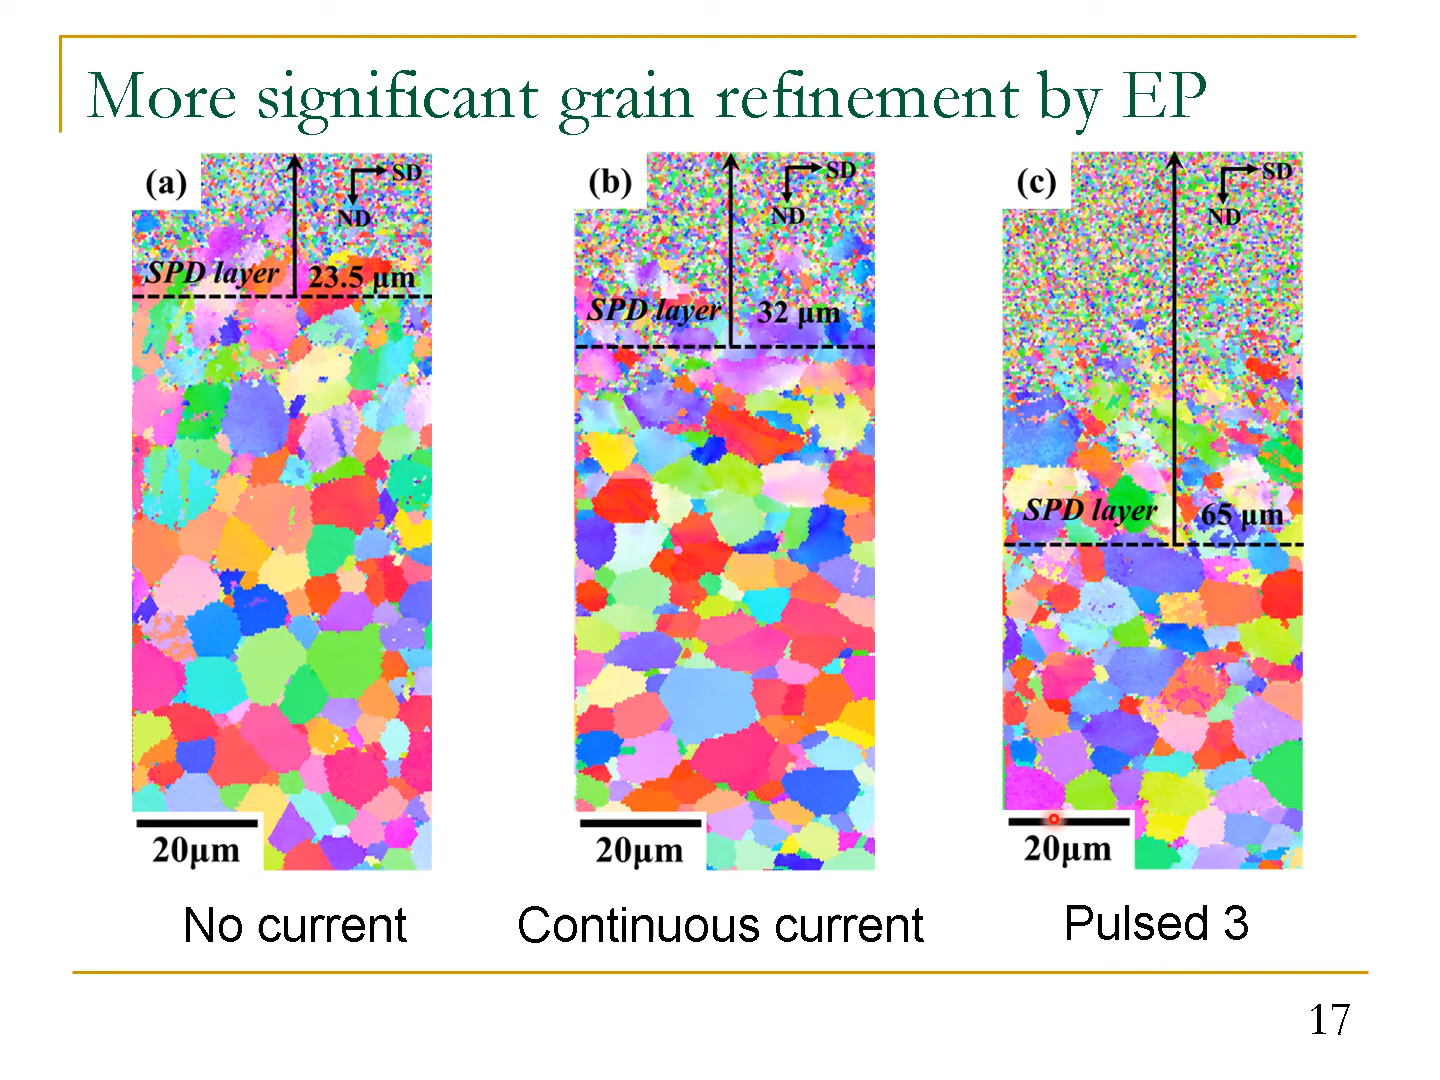 More significant grain refinement by EP
(a)
SD
ND
SPD layer
23.5 μm
20μm
No current
(b)
SD
ND
SPD layer
32 μm
20μm
Continuous current
(c)
SD
ND
SPD layer
65 μm
20μm
Pulsed 3
17